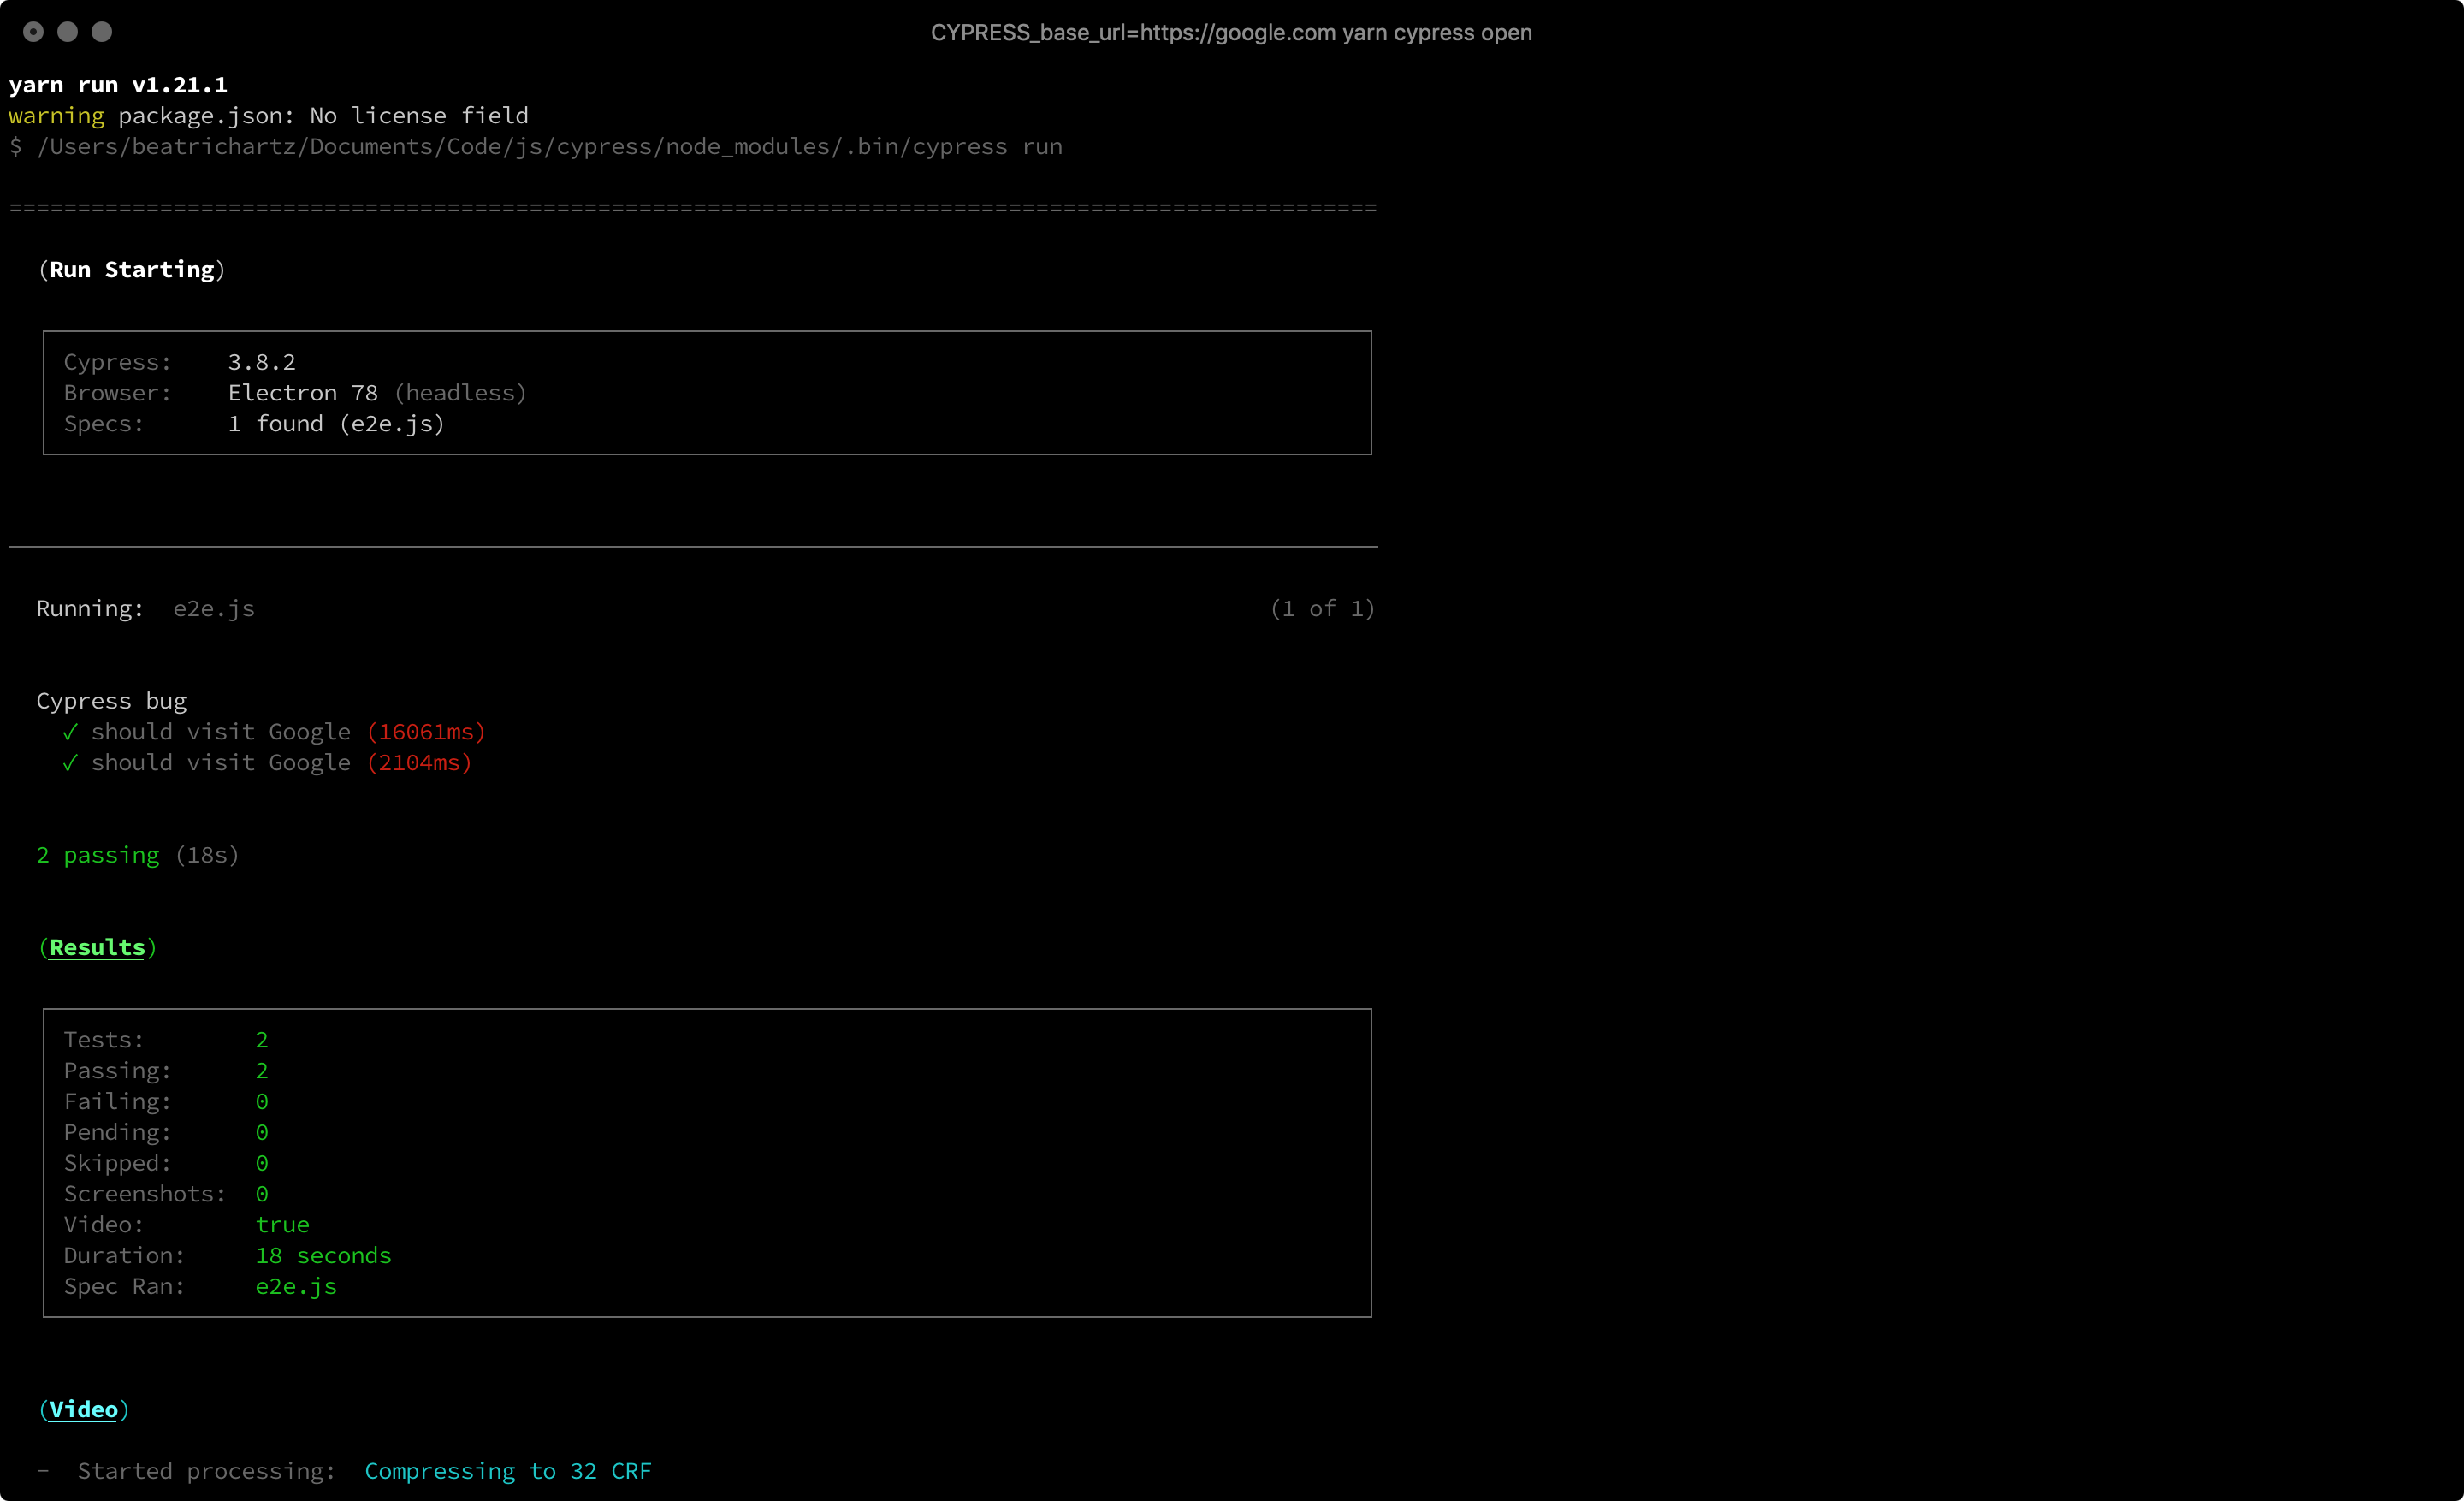 CYPRESS_base_url=https://google.com yarn cypress open
yarn run v1.21.1
warning package.json: No license field
$ /Users/beatrichartz/Documents/Code/js/cypress/node_modules/.bin/cypress run
====================================================================================================
(Run Starting)
Cypress: 3.8.2
Browser: Electron 78 (headless)
Specs: 1 found (e2e.js)
Running: e2e.js (1 of 1)
Cypress bug
✓ should visit Google (16061ms)
✓ should visit Google (2104ms)
2 passing (18s)
(Results)
Tests: 2
Passing: 2
Failing: 0
Pending: 0
Skipped: 0
Screenshots: 0
Video: true
Duration: 18 seconds
Spec Ran: e2e.js
(Video)
- Started processing: Compressing to 32 CRF